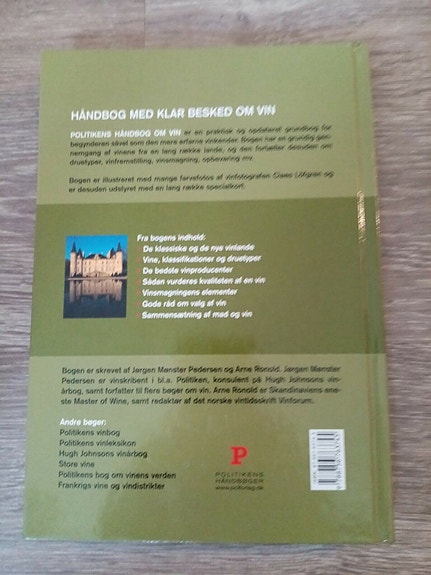 HÅNDBOG MED KLAR BESKED OM VIN
POLITIKENS HÅNDBOG OM VIN er en praktisk og opdateret grundbog for
begynderen såvel som den mere erfarne vinkender. Bogen har en grundig gen-
nemgang af vinene fra en lang række lande, og den fortæller desuden om
druetyper, vinfremstilling, vinsmagning, opbevaring mv.
Bogen er illustreret med mange farvefotos af vinfotografen Claes Löfgren og
er desuden udstyret med en lang række specialkort.
Fra bogens indhold:
De klassiske og de nye vinlande
Vine, klassifikationer og druetyper
De bedste vinproducenter
Sådan vurderes kvaliteten af en vin
Vinsmagningens elementer
Gode råd om valg af vin
Sammensætning af mad og vin
Bogen er skrevet af Jørgen Mønster Pedersen og Arne Ronold. Jørgen Mønster
Pedersen er vinskribent i bl.a. Politiken, konsulent på Hugh Johnsons vin-
årbog, samt forfatter til flere bøger om vin. Arne Ronold er Skandinaviens ene-
ste Master of Wine, samt redaktør af det norske vintidsskrift Vinforum.
Andre bøger:
Politikens vinbog
Politikens vinleksikon
Hugh Johnsons vinårbog
Store vine
Politikens bog om vinens verden
Frankrigs vine og vindistrikter
P
POLITIKENS
HÅNDBØGER
www.polforlag.dk